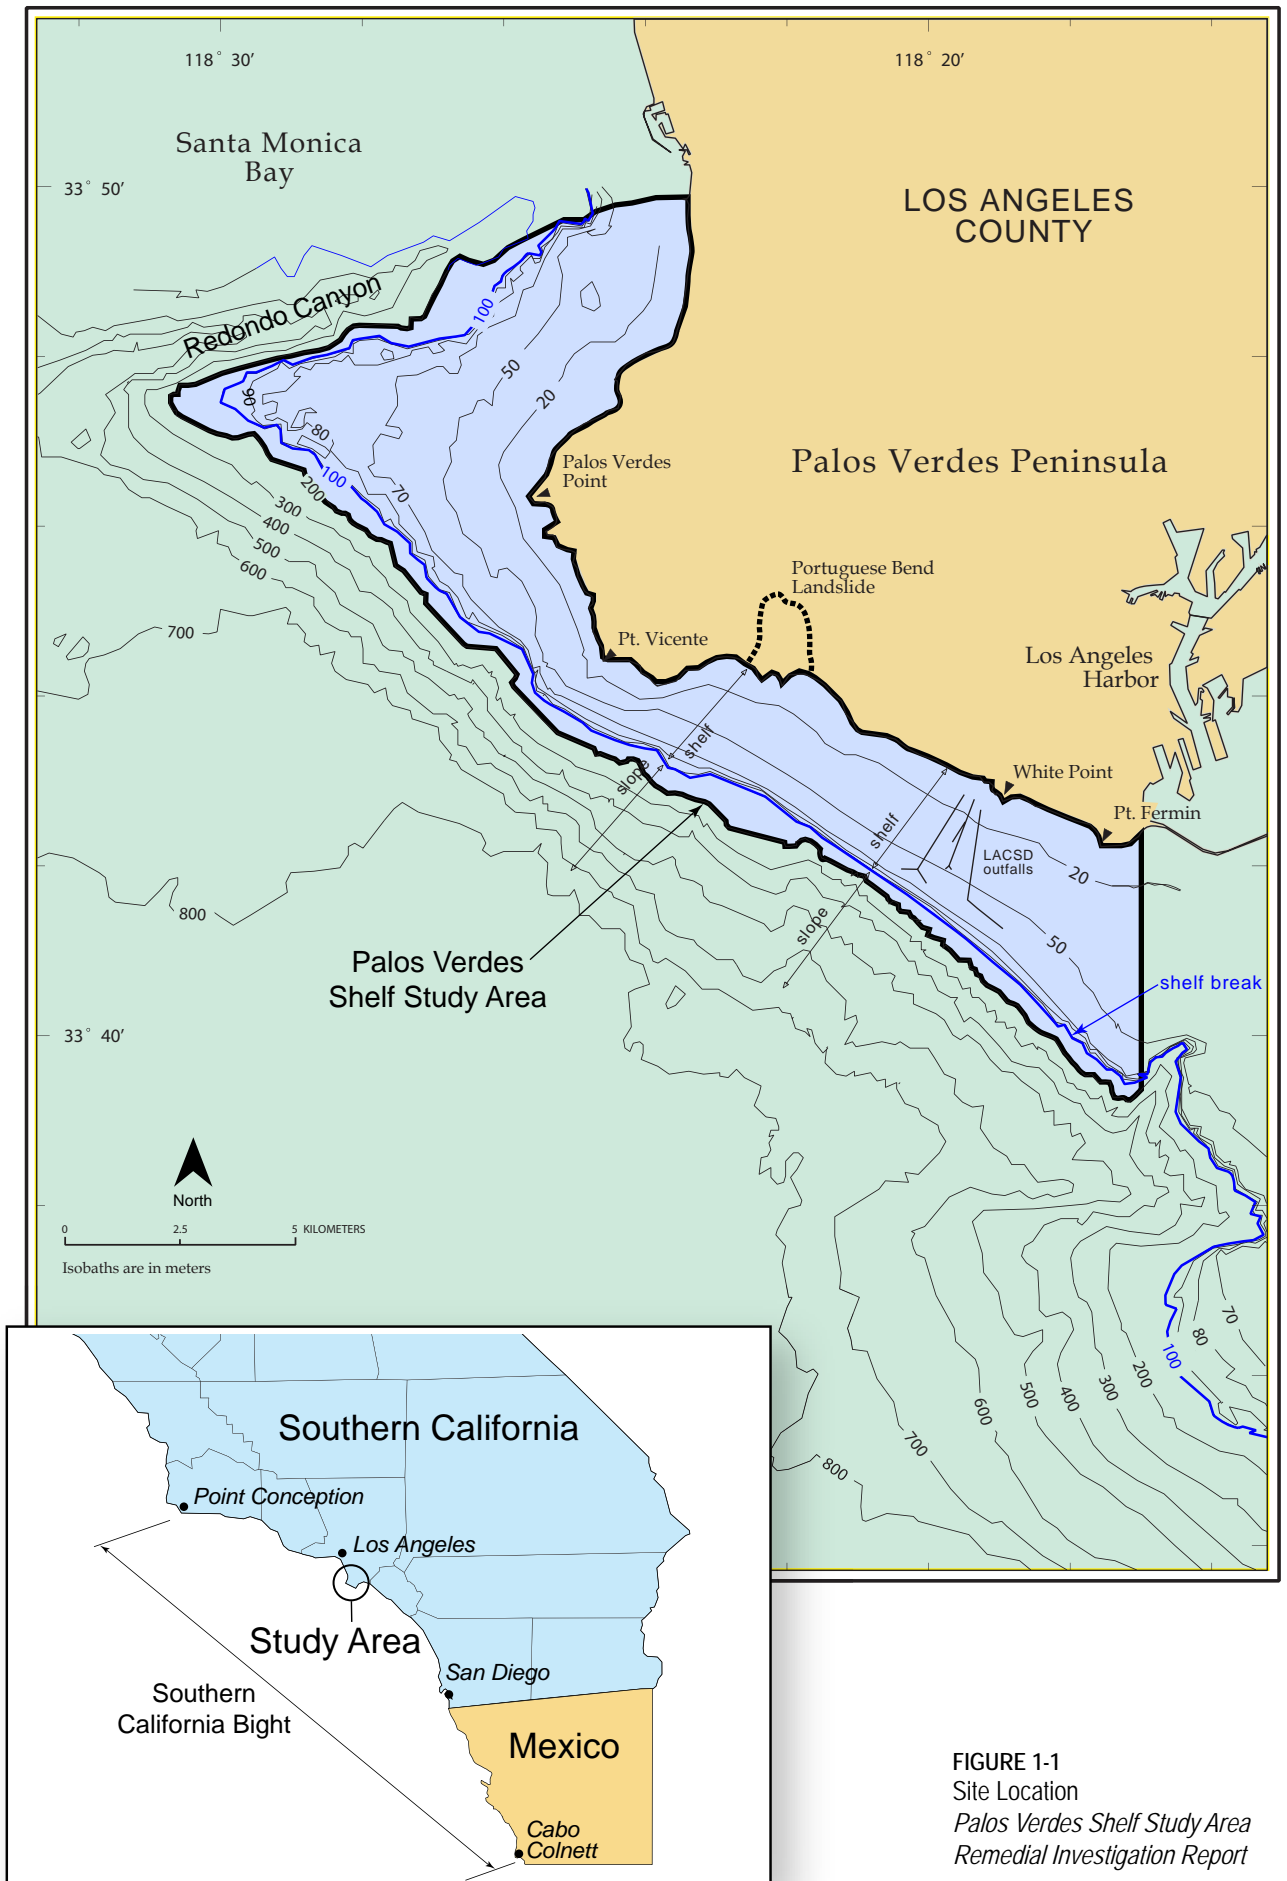 118° 30′
118° 20′
Santa Monica
Bay
33° 50′
LOS ANGELES
COUNTY
Redondo Canyon
100
50
20
90
80
100
70
200
300
400
500
600
700
800
Palos Verdes
Point
Palos Verdes Peninsula
Portuguese Bend
Landslide
Pt. Vicente
Los Angeles
Harbor
shelf
slope
White Point
Pt. Fermin
shelf
slope
LACSD
outfalls
20
50
Palos Verdes
Shelf Study Area
shelf break
33° 40′
North
0
2.5
5 KILOMETERS
Isobaths are in meters
70
80
100
200
300
400
500
600
700
800
Southern California
Point Conception
Los Angeles
Study Area
San Diego
Southern
California Bight
Mexico
Cabo
Colnett
FIGURE 1-1
Site Location
Palos Verdes Shelf Study Area
Remedial Investigation Report